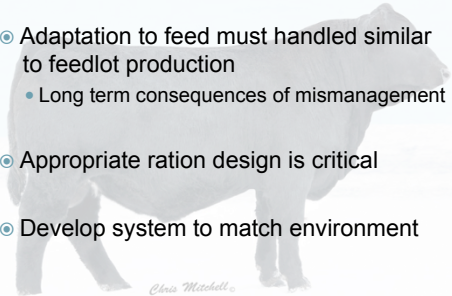 Adaptation to feed must handled similar
to feedlot production
Long term consequences of mismanagement
Appropriate ration design is critical
Develop system to match environment
Chris Mitchell ©